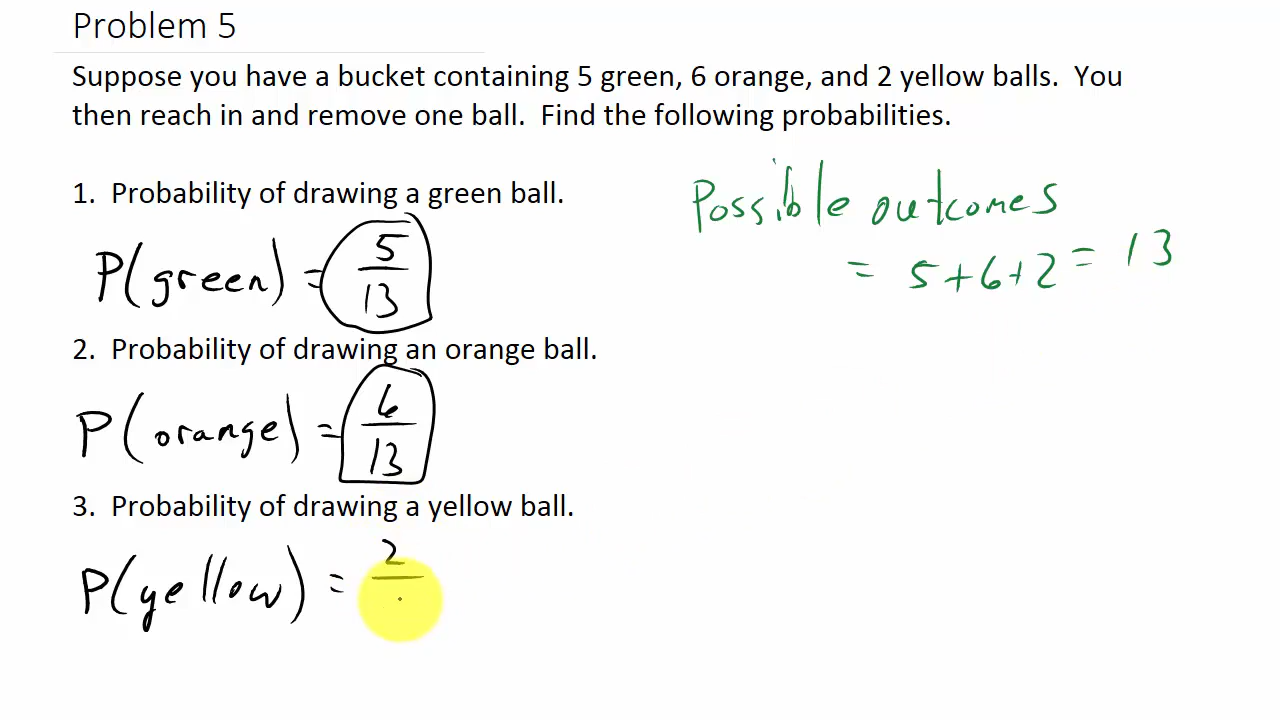 Problem 5
Suppose you have a bucket containing 5 green, 6 orange, and 2 yellow balls. You
then reach in and remove one ball. Find the following probabilities.
1. Probability of drawing a green ball.
P(green) = 5/13
Possible outcomes
= 5+6+2 = 13
2. Probability of drawing an orange ball.
P(orange) = 6/13
3. Probability of drawing a yellow ball.
P(yellow) = 2/